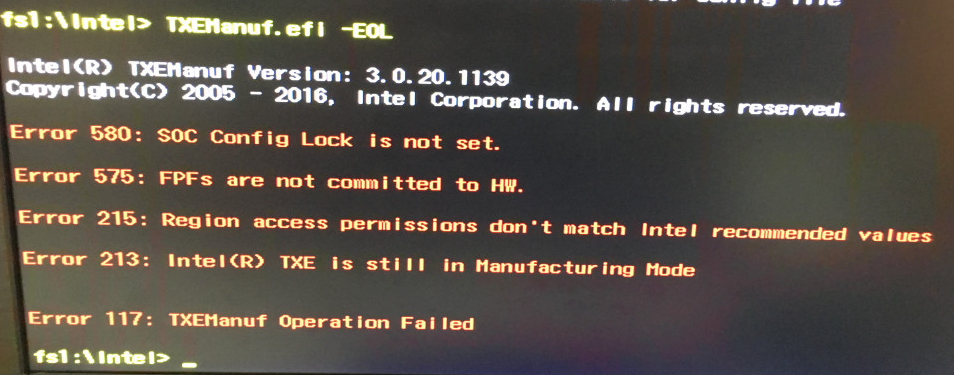 config file
fs1:\Intel> TXEManuf.efi -EOL
Intel(R) TXEManuf Version: 3.0.20.1139
Copyright(C) 2005 - 2016, Intel Corporation. All rights reserved.
Error 580: SOC Config Lock is not set.
Error 575: FPFs are not committed to HW.
Error 215: Region access permissions don't match Intel recommended values
Error 213: Intel(R) TXE is still in Manufacturing Mode
Error 117: TXEManuf Operation Failed
fs1:\Intel> _